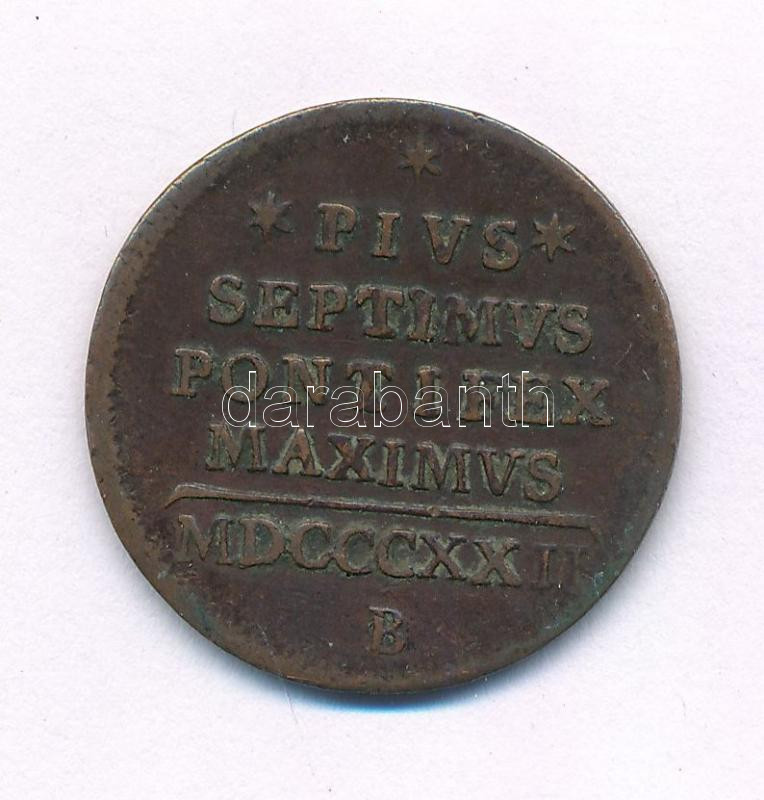 * PIVS *
SEPTIMVS
PONTIFEX
MAXIMVS
MDCCCXXII
B
darabanth